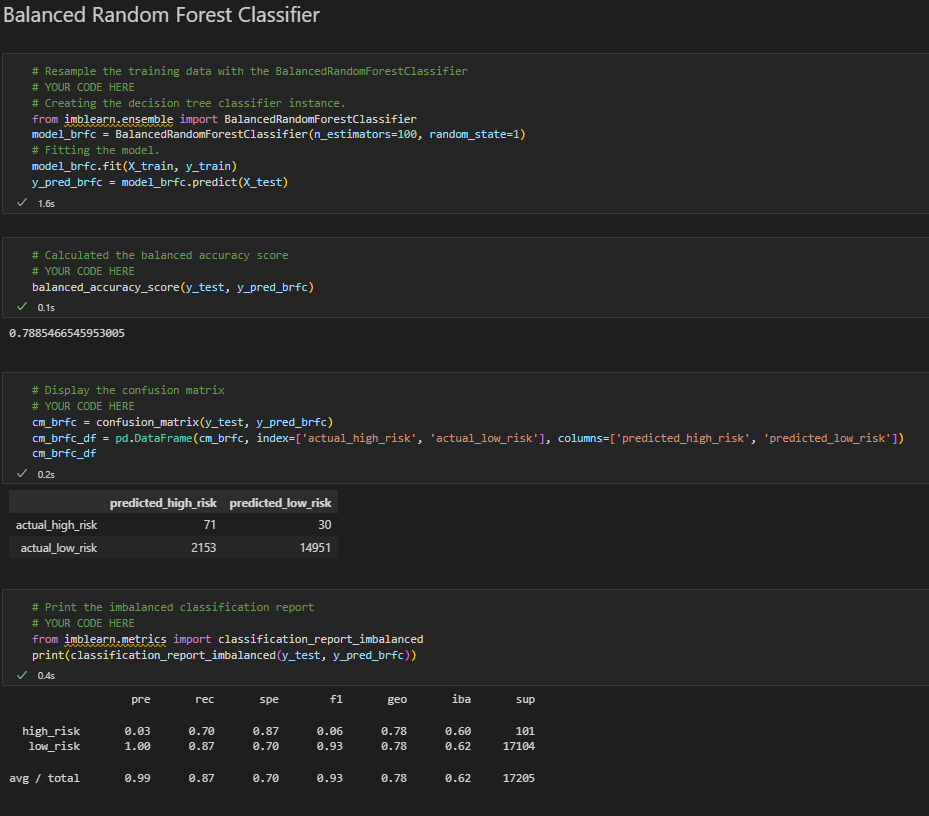 Balanced Random Forest Classifier
# Resample the training data with the BalancedRandomForestClassifier
# YOUR CODE HERE
# Creating the decision tree classifier instance.
from imblearn.ensemble import BalancedRandomForestClassifier
model_brfc = BalancedRandomForestClassifier(n_estimators=100, random_state=1)
# Fitting the model.
model_brfc.fit(X_train, y_train)
y_pred_brfc = model_brfc.predict(X_test)
✓ 1.6s
# Calculated the balanced accuracy score
# YOUR CODE HERE
balanced_accuracy_score(y_test, y_pred_brfc)
✓ 0.1s
0.7885466545953005
# Display the confusion matrix
# YOUR CODE HERE
cm_brfc = confusion_matrix(y_test, y_pred_brfc)
cm_brfc_df = pd.DataFrame(cm_brfc, index=['actual_high_risk', 'actual_low_risk'], columns=['predicted_high_risk', 'predicted_low_risk'])
cm_brfc_df
✓ 0.2s
predicted_high_risk predicted_low_risk
actual_high_risk 71 30
actual_low_risk 2153 14951
# Print the imbalanced classification report
# YOUR CODE HERE
from imblearn.metrics import classification_report_imbalanced
print(classification_report_imbalanced(y_test, y_pred_brfc))
✓ 0.4s
pre rec spe f1 geo iba sup
high_risk 0.03 0.70 0.87 0.06 0.78 0.60 101
low_risk 1.00 0.87 0.70 0.93 0.78 0.62 17104
avg / total 0.99 0.87 0.70 0.93 0.78 0.62 17205